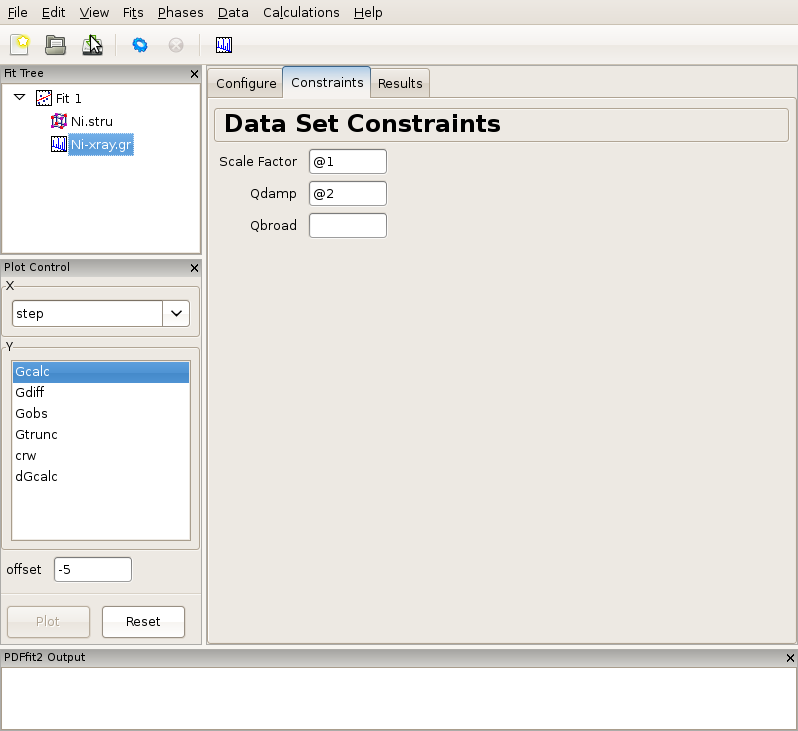 File Edit View Fits Phases Data Calculations Help
Fit Tree
Fit 1
Ni.stru
Ni-xray.gr
Plot Control
X
step
Y
Gcalc
Gdiff
Gobs
Gtrunc
crw
dGcalc
offset -5
Plot Reset
Configure Constraints Results
Data Set Constraints
Scale Factor @1
Qdamp @2
Qbroad
PDFfit2 Output